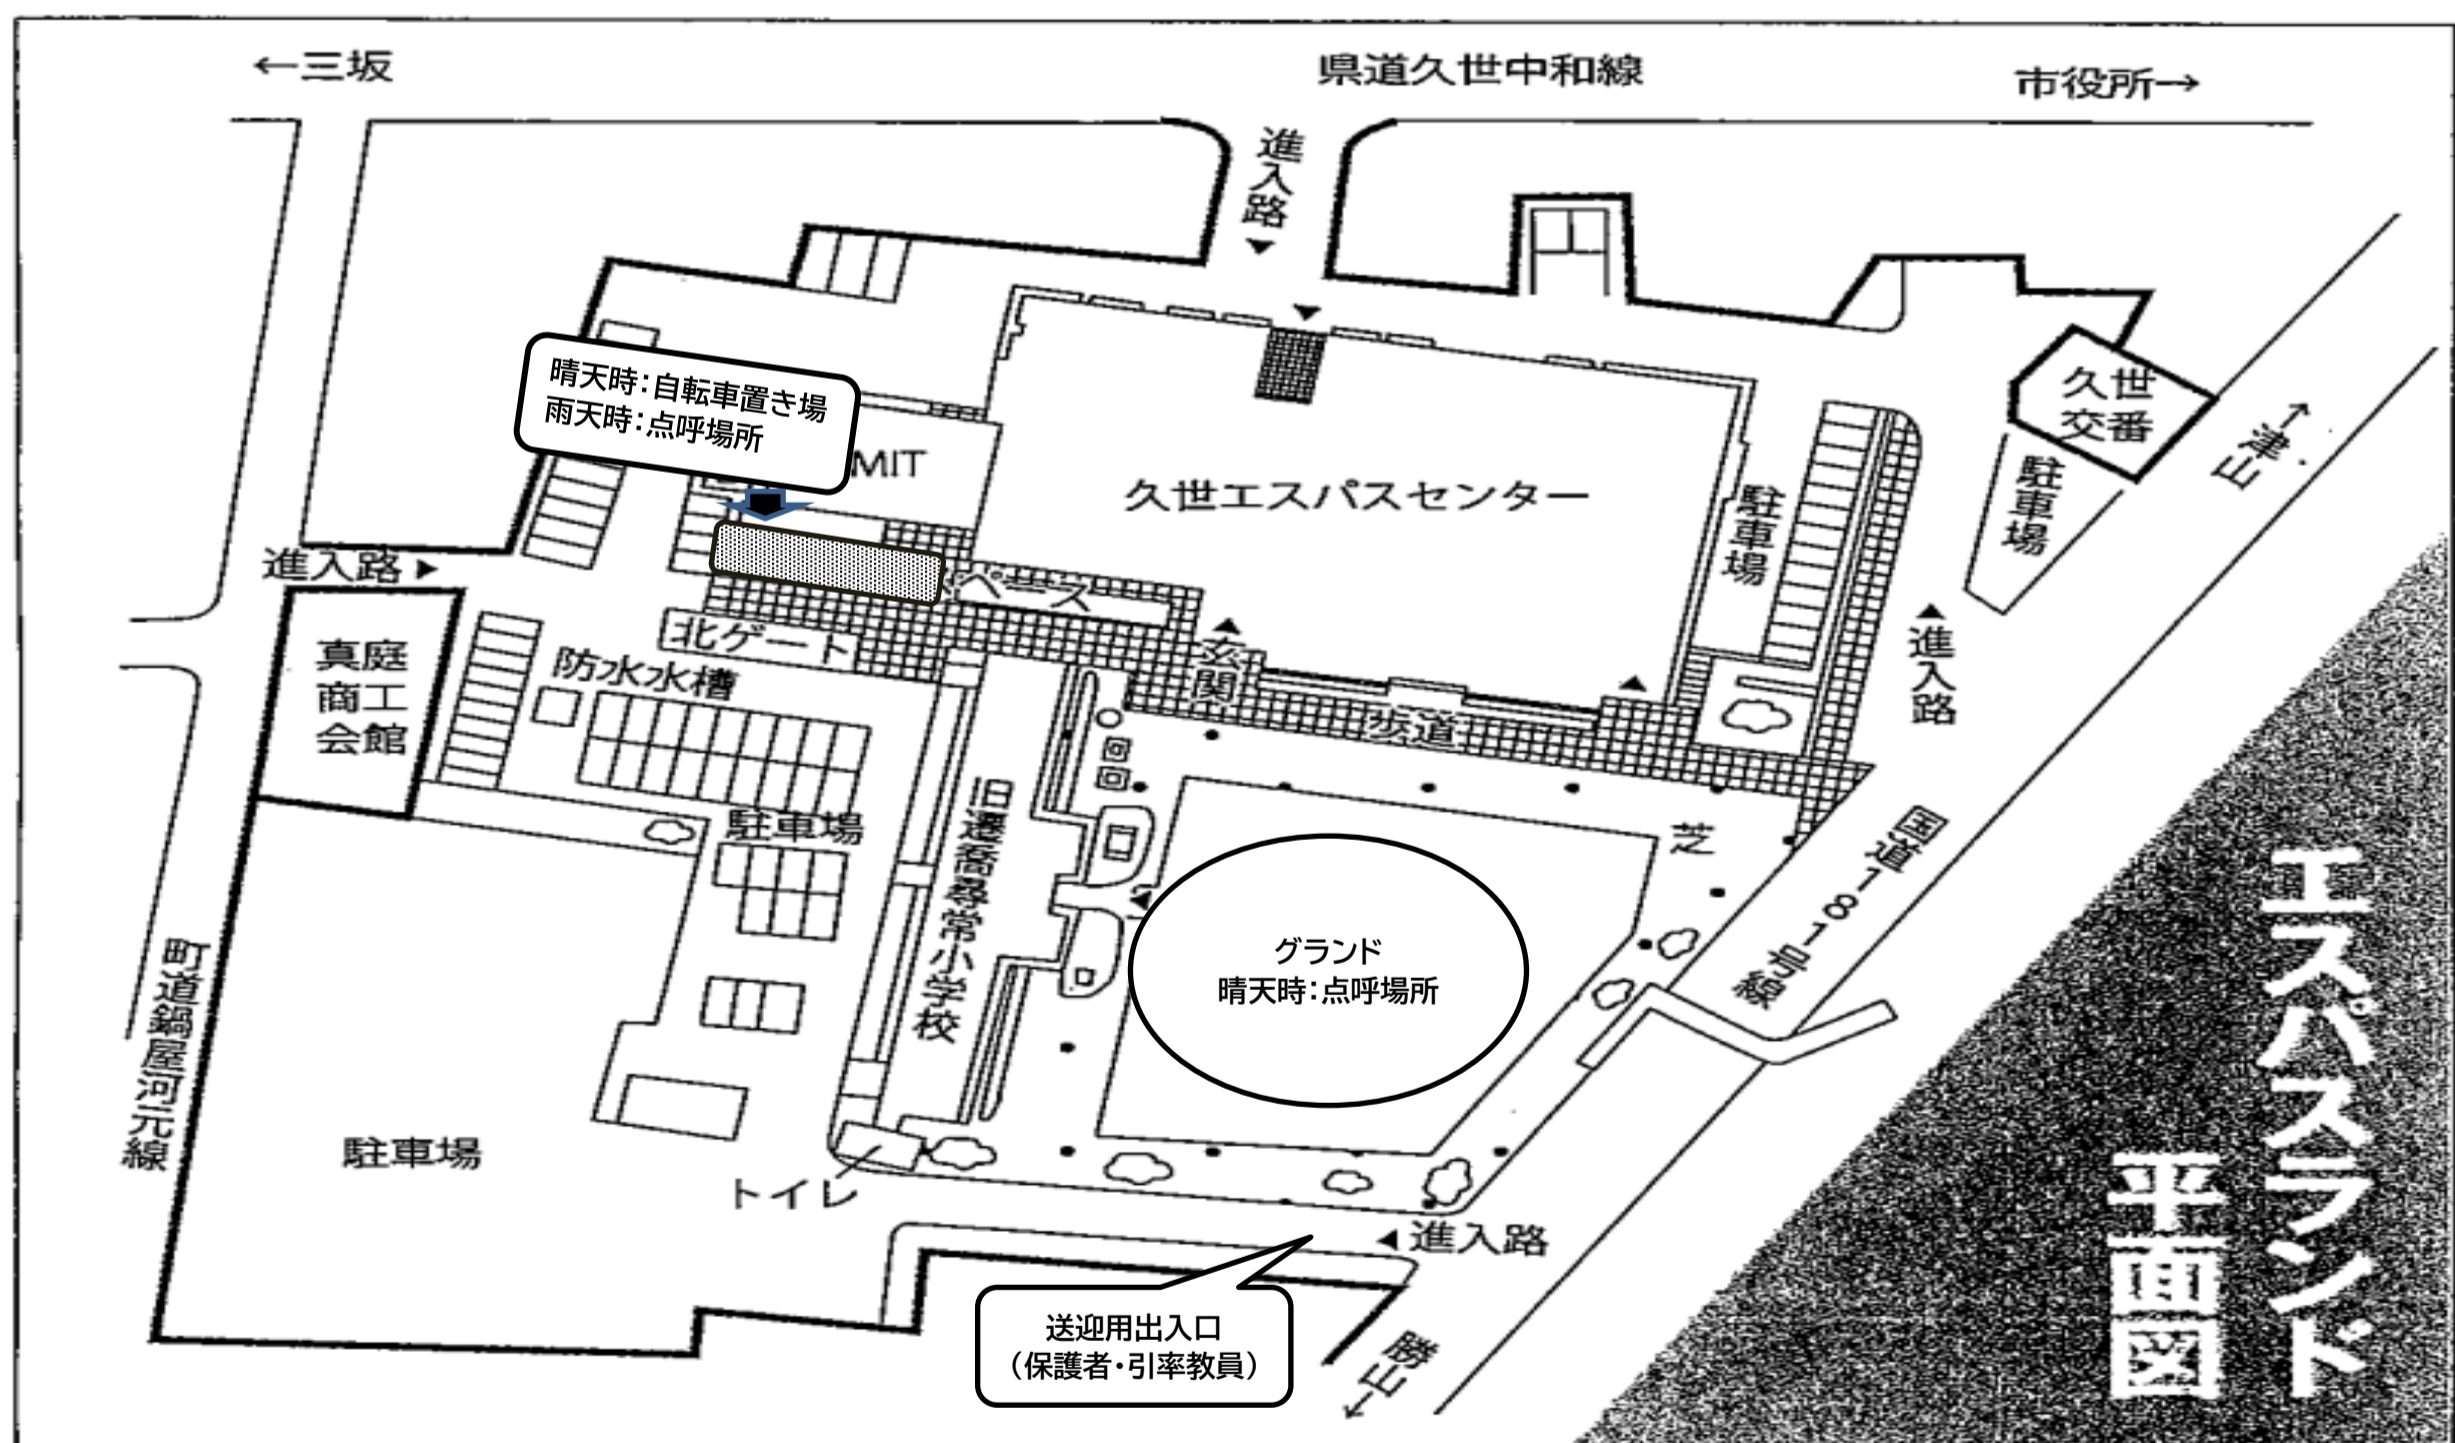 ←三坂
県道久世中和線
市役所→
進入路
晴天時：自転車置き場
雨天時：点呼場所
MIT
久世エスパスセンター
久世
交番
駐車場
駐車場
↑津山
進入路
ペース
北ゲート
玄関
進入路
真庭
商工
会館
防水水槽
歩道
駐車場
旧遷喬尋常小学校
芝
国道181号線
グランド
晴天時：点呼場所
町道鍋屋河元線
駐車場
トイレ
進入路
送迎用出入口
（保護者・引率教員）
勝山↓
エスパスランド
平面図